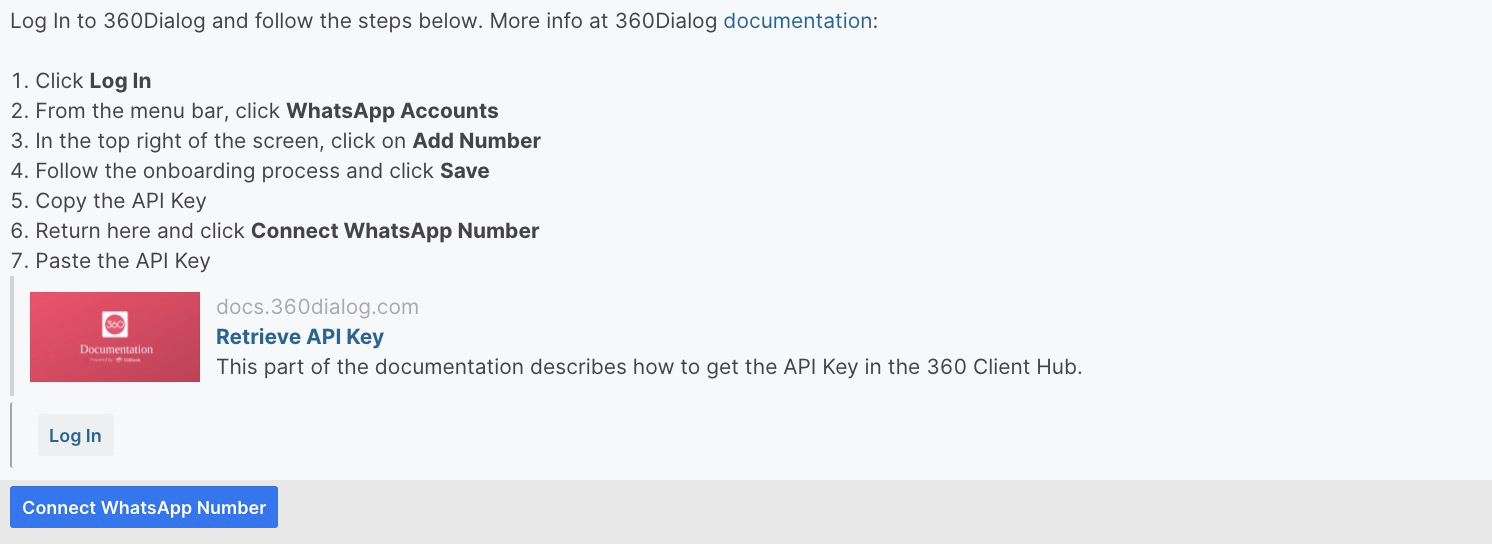 Log In to 360Dialog and follow the steps below. More info at 360Dialog documentation:
1. Click Log In
2. From the menu bar, click WhatsApp Accounts
3. In the top right of the screen, click on Add Number
4. Follow the onboarding process and click Save
5. Copy the API Key
6. Return here and click Connect WhatsApp Number
7. Paste the API Key
360
Documentation
docs.360dialog.com
Retrieve API Key
This part of the documentation describes how to get the API Key in the 360 Client Hub.
Log In
Connect WhatsApp Number